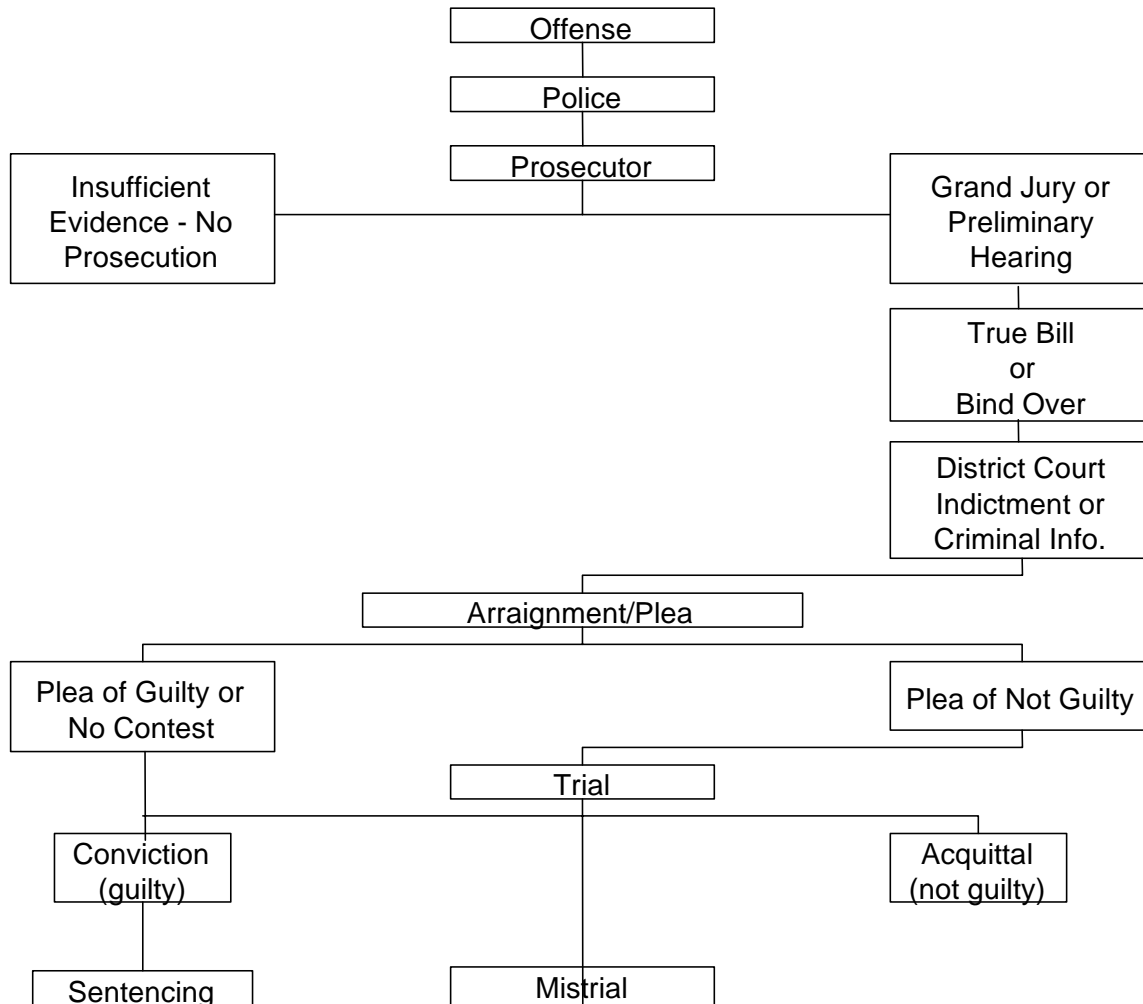 Offense
Police
Prosecutor
Insufficient
Evidence - No
Prosecution
Grand Jury or
Preliminary
Hearing
True Bill
or
Bind Over
District Court
Indictment or
Criminal Info.
Arraignment/Plea
Plea of Guilty or
No Contest
Plea of Not Guilty
Trial
Conviction
(guilty)
Acquittal
(not guilty)
Sentencing
Mistrial